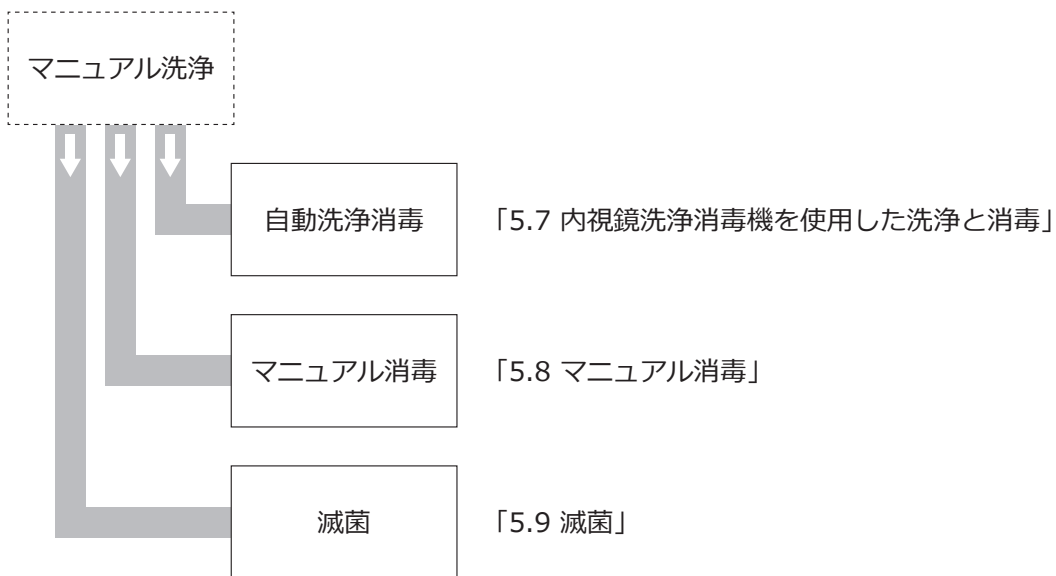 マニュアル洗浄
自動洗浄消毒 「5.7 内視鏡洗浄消毒機を使用した洗浄と消毒」
マニュアル消毒 「5.8 マニュアル消毒」
滅菌 「5.9 滅菌」